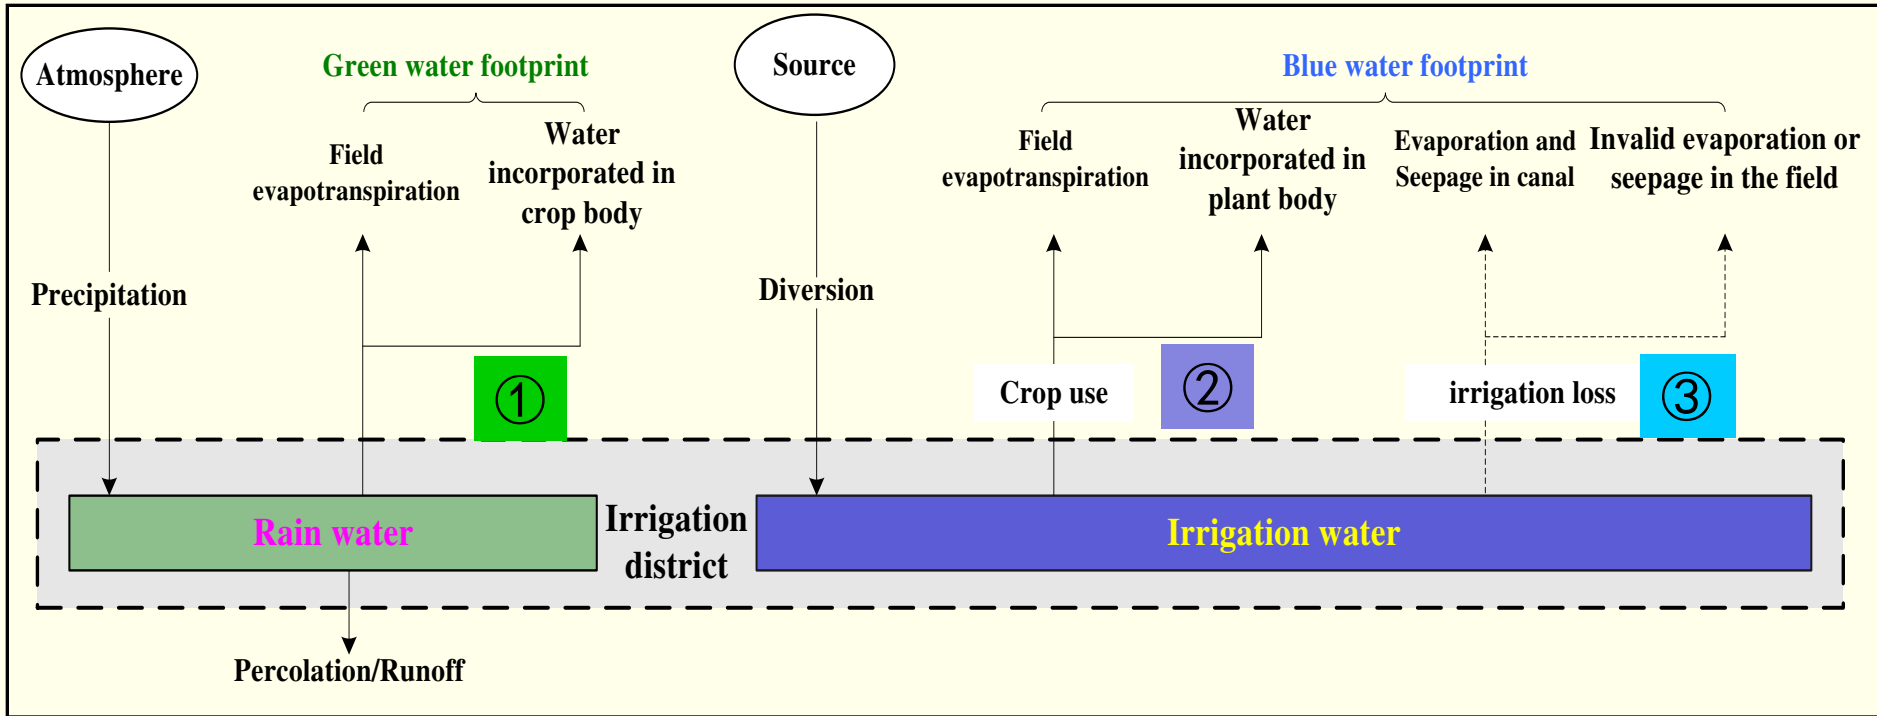 Atmosphere
Green water footprint
Source
Blue water footprint
Field
evapotranspiration
Water
incorporated in
crop body
Field
evapotranspiration
Water
incorporated in
plant body
Evaporation and
Seepage in canal
Invalid evaporation or
seepage in the field
Precipitation
Diversion
①
Crop use
②
irrigation loss
③
Rain water
Irrigation
district
Irrigation water
Percolation/Runoff